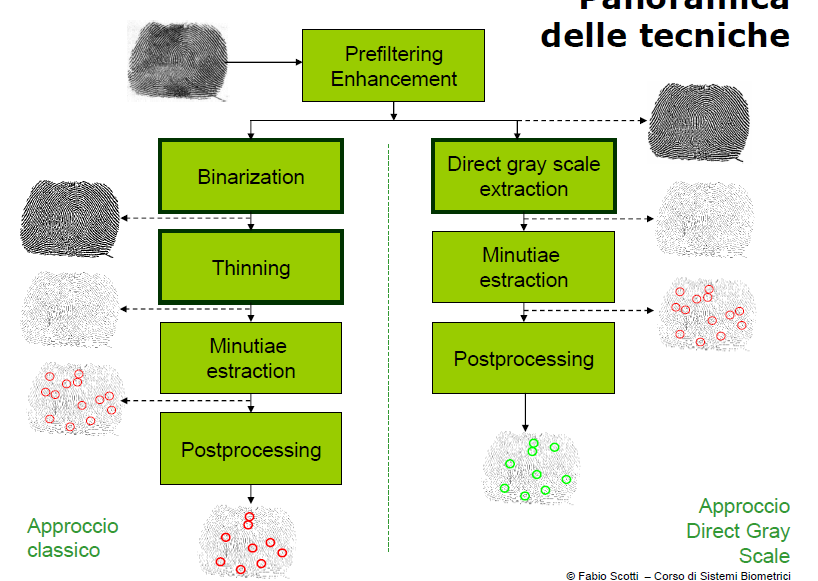 Panoramica
delle tecniche
Prefiltering
Enhancement
Binarization
Direct gray scale
extraction
Thinning
Minutiae
estraction
Minutiae
estraction
Postprocessing
Postprocessing
Approccio
classico
Approccio
Direct Gray
Scale
© Fabio Scotti – Corso di Sistemi Biometrici